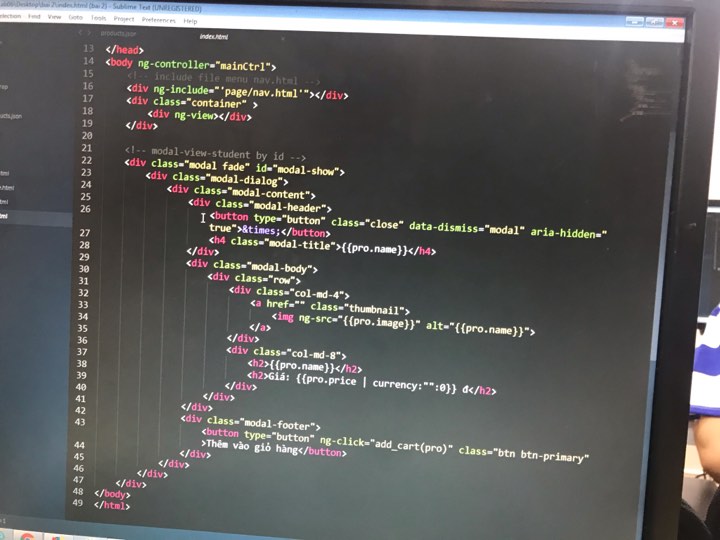 index.html (bai 2) - Sublime Text (UNREGISTERED)
Find View Goto Tools Project Preferences Help
products.json index.html
13 </head>
14 <body ng-controller="mainCtrl">
15 <!-- include file menu nav.html -->
16 <div ng-include="'page/nav.html'"></div>
17 <div class="container" >
18 <div ng-view></div>
19 </div>
20
21 <!-- modal-view-student by id -->
22 <div class="modal fade" id="modal-show">
23 <div class="modal-dialog">
24 <div class="modal-content">
25 <div class="modal-header">
26 <button type="button" class="close" data-dismiss="modal" aria-hidden="
true">&times;</button>
27 <h4 class="modal-title">{{pro.name}}</h4>
28 </div>
29 <div class="modal-body">
30 <div class="row">
31 <div class="col-md-4">
32 <a href="" class="thumbnail">
33 <img ng-src="{{pro.image}}" alt="{{pro.name}}">
34 </a>
35 </div>
36 <div class="col-md-8">
37 <h2>{{pro.name}}</h2>
38 <h2>Giá: {{pro.price | currency:"":0}} đ</h2>
39 </div>
40 </div>
41 </div>
42 <div class="modal-footer">
43 <button type="button" ng-click="add_cart(pro)" class="btn btn-primary"
>Thêm vào giỏ hàng</button>
44 </div>
45 </div>
46 </div>
47 </div>
48 </body>
49 </html>